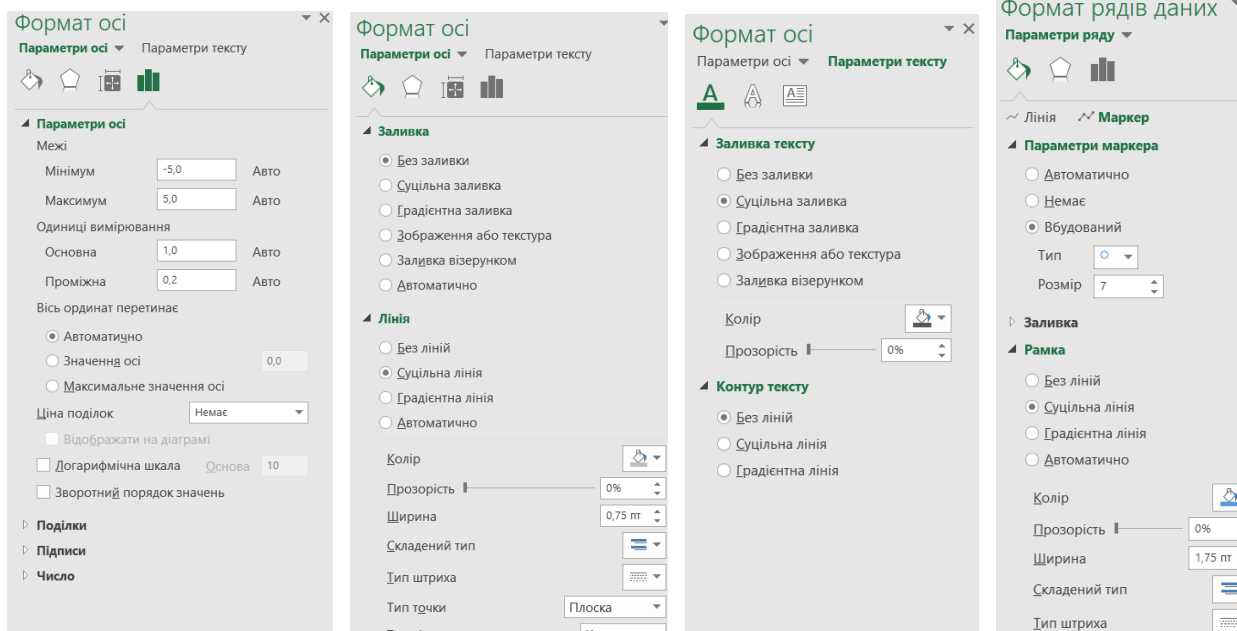 Формат осі
Параметри осі Параметри тексту
Параметри осі
Межі
Мінімум -5,0 Авто
Максимум 5,0 Авто
Одиниці вимірювання
Основна 1,0 Авто
Проміжна 0,2 Авто
Вісь ординат перетинає
Автоматично
Значення осі 0,0
Максимальне значення осі
Ціна поділок Немає
Відображати на діаграмі
Логарифмічна шкала Основа 10
Зворотний порядок значень
Поділки
Підписи
Число
Формат осі
Параметри осі Параметри тексту
Заливка
Без заливки
Суцільна заливка
Градієнтна заливка
Зображення або текстура
Заливка візерунком
Автоматично
Лінія
Без ліній
Суцільна лінія
Градієнтна лінія
Автоматично
Колір
Прозорість 0%
Ширина 0,75 пт
Складений тип
Тип штриха
Тип точки Плоска
Формат осі
Параметри осі Параметри тексту
A A A
Заливка тексту
Без заливки
Суцільна заливка
Градієнтна заливка
Зображення або текстура
Заливка візерунком
Колір
Прозорість 0%
Контур тексту
Без ліній
Суцільна лінія
Градієнтна лінія
Формат рядів даних
Параметри ряду
Лінія Маркер
Параметри маркера
Автоматично
Немає
Вбудований
Тип
Розмір 7
Заливка
Рамка
Без ліній
Суцільна лінія
Градієнтна лінія
Автоматично
Колір
Прозорість 0%
Ширина 1,75 пт
Складений тип
Тип штриха